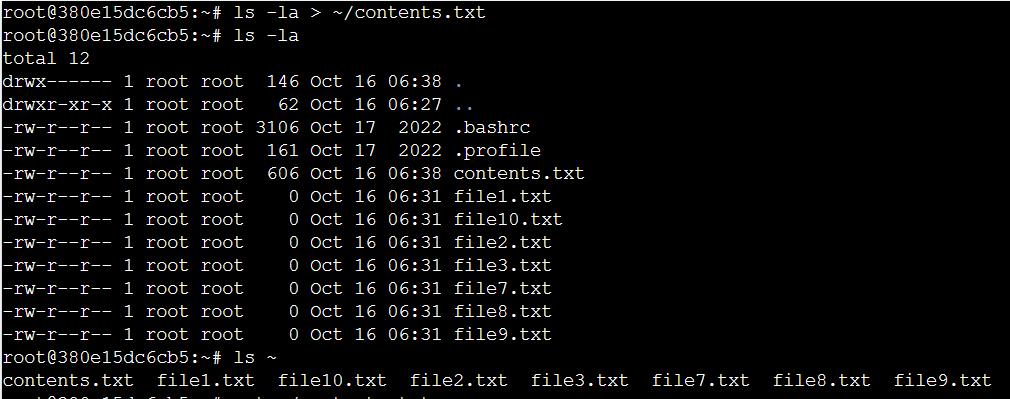 root@380e15dc6cb5:~# ls -la > ~/contents.txt
root@380e15dc6cb5:~# ls -la
total 12
drwx------ 1 root root  146 Oct 16 06:38 .
drwxr-xr-x 1 root root   62 Oct 16 06:27 ..
-rw-r--r-- 1 root root 3106 Oct 17  2022 .bashrc
-rw-r--r-- 1 root root  161 Oct 17  2022 .profile
-rw-r--r-- 1 root root  606 Oct 16 06:38 contents.txt
-rw-r--r-- 1 root root    0 Oct 16 06:31 file1.txt
-rw-r--r-- 1 root root    0 Oct 16 06:31 file10.txt
-rw-r--r-- 1 root root    0 Oct 16 06:31 file2.txt
-rw-r--r-- 1 root root    0 Oct 16 06:31 file3.txt
-rw-r--r-- 1 root root    0 Oct 16 06:31 file7.txt
-rw-r--r-- 1 root root    0 Oct 16 06:31 file8.txt
-rw-r--r-- 1 root root    0 Oct 16 06:31 file9.txt
root@380e15dc6cb5:~# ls ~
contents.txt  file1.txt  file10.txt  file2.txt  file3.txt  file7.txt  file8.txt  file9.txt